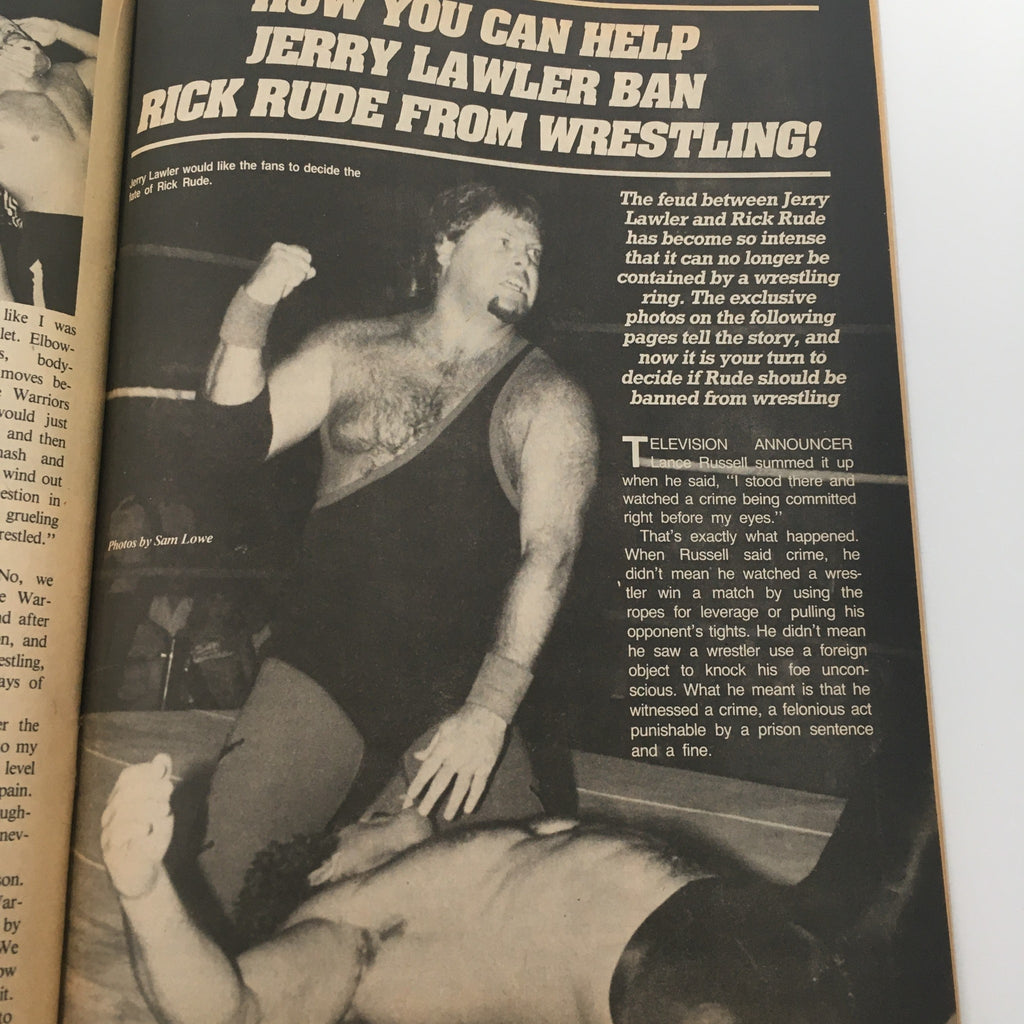 HOW YOU CAN HELP
JERRY LAWLER BAN
RICK RUDE FROM WRESTLING!
Jerry Lawler would like the fans to decide the
fate of Rick Rude.
The feud between Jerry
Lawler and Rick Rude
has become so intense
that it can no longer be
contained by a wrestling
ring. The exclusive
photos on the following
pages tell the story, and
now it is your turn to
decide if Rude should be
banned from wrestling
TELEVISION ANNOUNCER
Lance Russell summed it up
when he said, “I stood there and
watched a crime being committed
right before my eyes.”
That’s exactly what happened.
When Russell said crime, he
didn’t mean he watched a wres-
tler win a match by using the
ropes for leverage or pulling his
opponent’s tights. He didn’t mean
he saw a wrestler use a foreign
object to knock his foe uncon-
scious. What he meant is that he
witnessed a crime, a felonious act
punishable by a prison sentence
and a fine.
Photos by Sam Lowe
like I was
let. Elbow-
body-
moves be-
Warriors
would just
and then
and
wind out
in
grueling
No, we
War-
after
and
of
the
my
level
pain.
nev-
by
We
it.
to